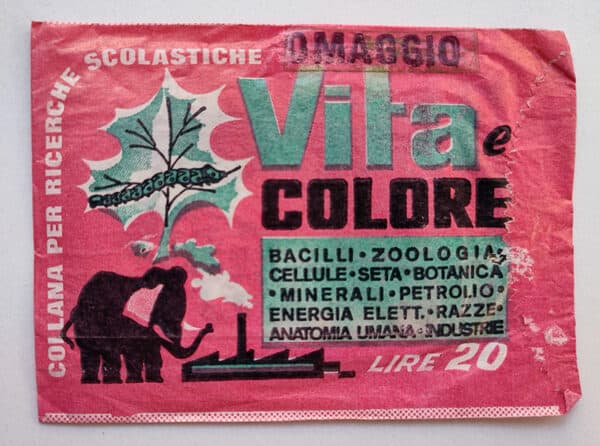 COLLANA PER RICERCHE SCOLASTICHE
OMAGGIO
Vita e
COLORE
BACILLI • ZOOLOGIA •
CELLULE • SETA • BOTANICA
• MINERALI • PETROLIO •
ENERGIA ELETT. • RAZZE •
ANATOMIA UMANA • INDUSTRIE
LIRE 20